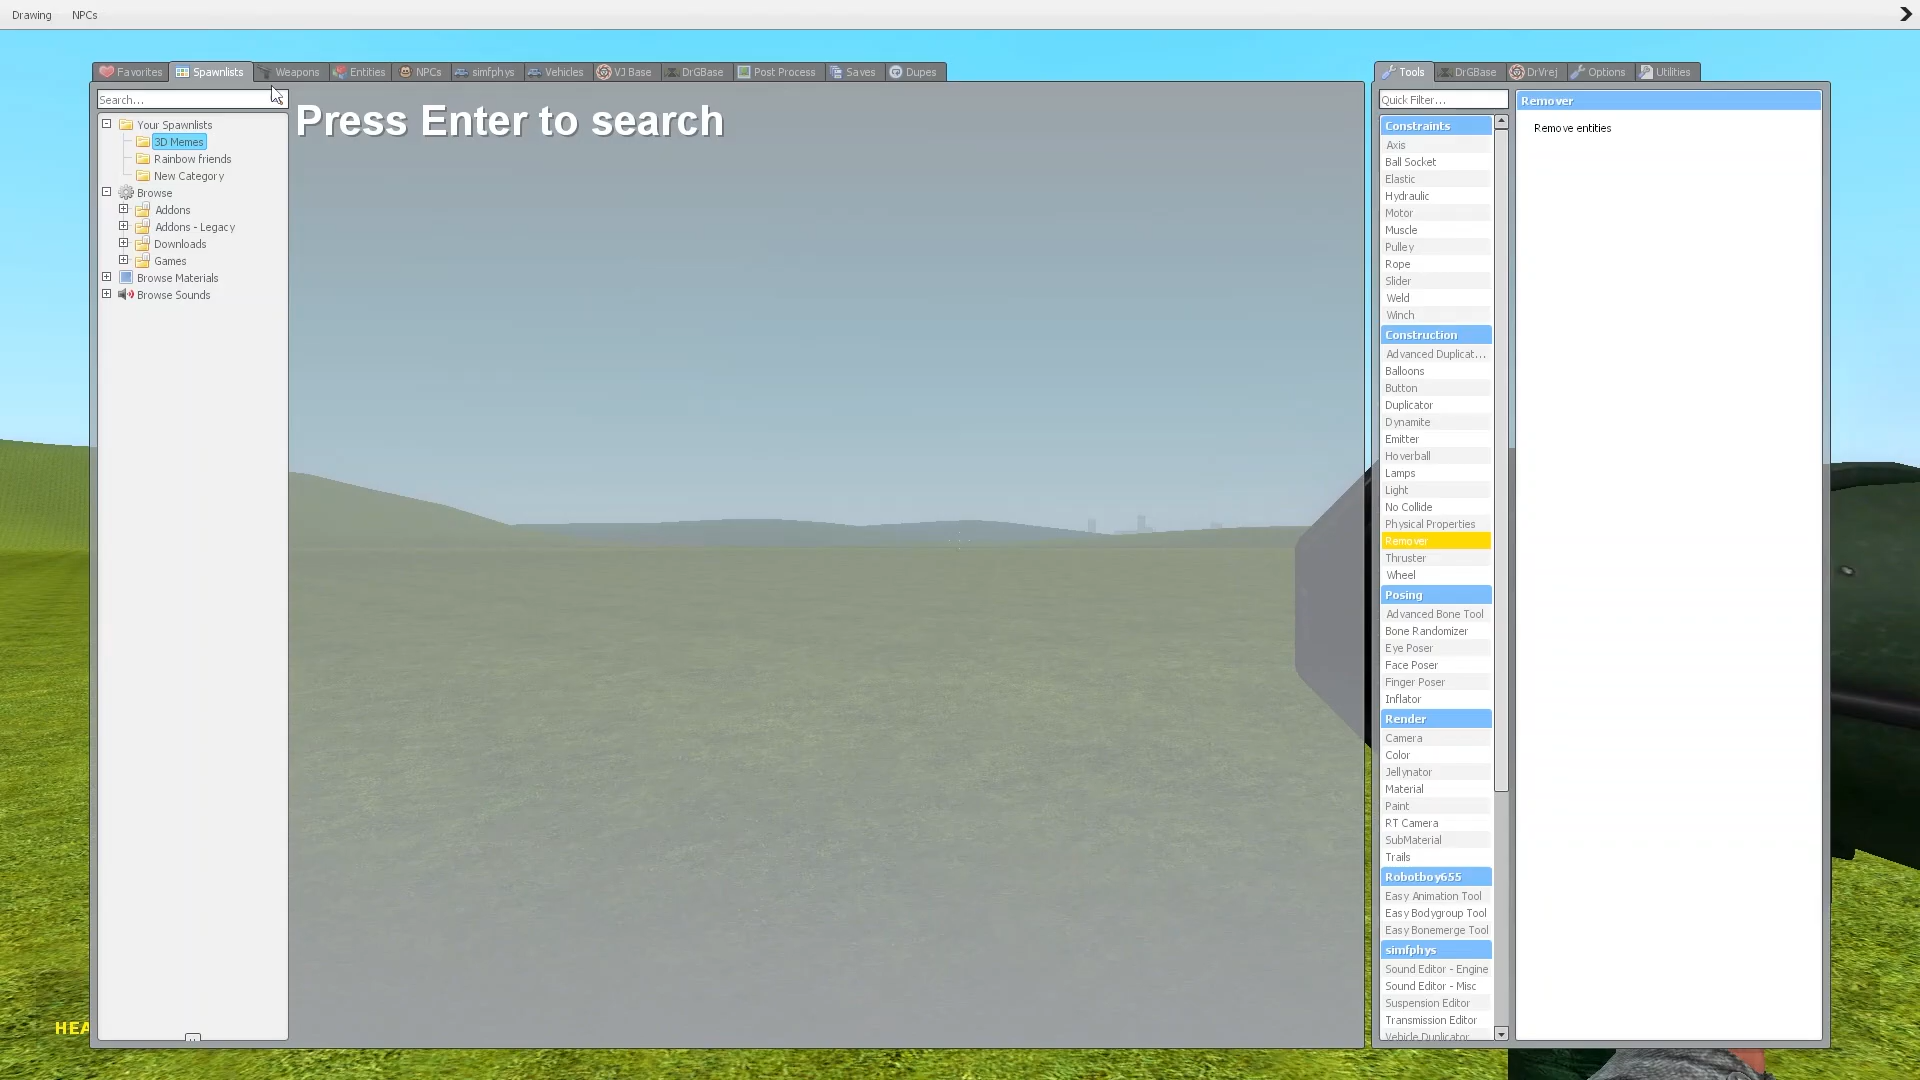 Drawing NPCs
Favorites Spawnlists Weapons Entities NPCs simfphys Vehicles VJ Base DrGBase Post Process Saves Dupes
Search...
Press Enter to search
Your Spawnlists
3D Memes
Rainbow friends
New Category
Browse
Addons
Addons - Legacy
Downloads
Games
Browse Materials
Browse Sounds
HEA
Tools DrGBase DrVrej Options Utilities
Quick Filter...
Constraints
Axis
Ball Socket
Elastic
Hydraulic
Motor
Muscle
Pulley
Rope
Slider
Weld
Winch
Construction
Advanced Duplicat...
Balloons
Button
Duplicator
Dynamite
Emitter
Hoverball
Lamps
Light
No Collide
Physical Properties
Remover
Thruster
Wheel
Posing
Advanced Bone Tool
Bone Randomizer
Eye Poser
Face Poser
Finger Poser
Inflator
Render
Camera
Color
Jellynator
Material
Paint
RT Camera
SubMaterial
Trails
Robotboy655
Easy Animation Tool
Easy Bodygroup Tool
Easy Bonemerge Tool
simfphys
Sound Editor - Engine
Sound Editor - Misc
Suspension Editor
Transmission Editor
Vehicle Duplicator
Remover
Remove entities